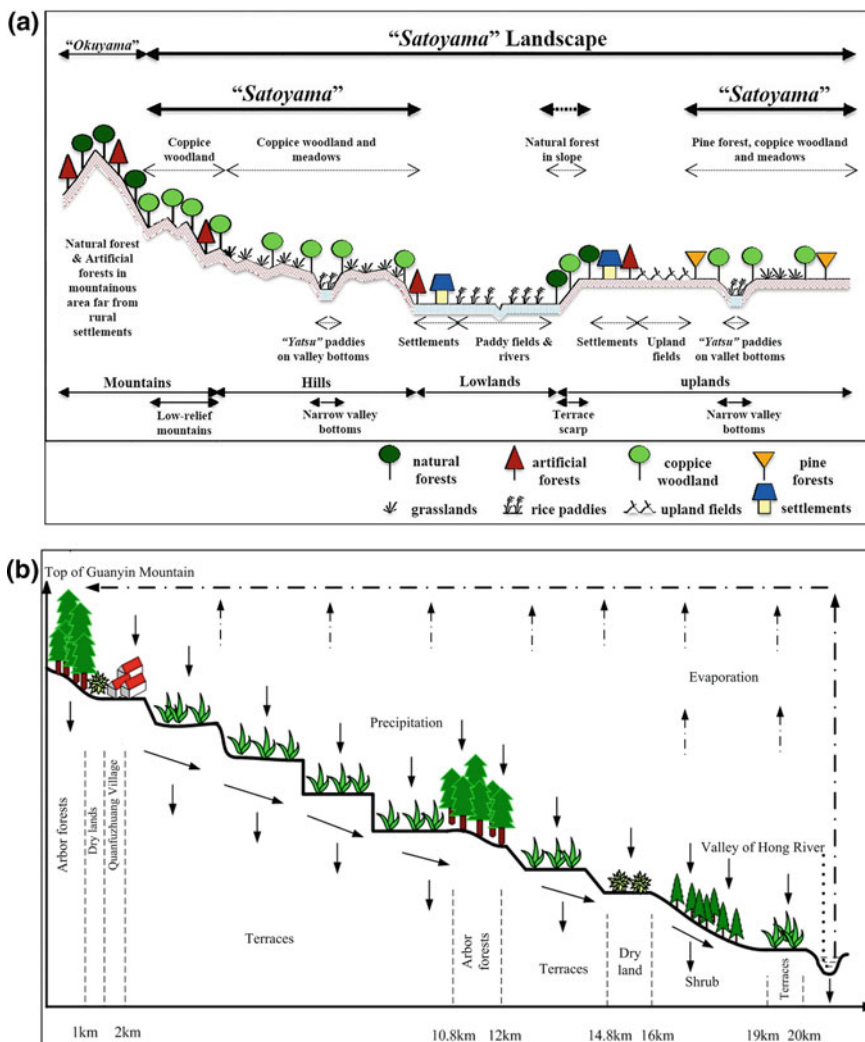 (a)
“Satoyama” Landscape
“Okuyama”
“Satoyama”
“Satoyama”
Coppice
woodland
Coppice woodland and
meadows
Natural forest
in slope
Pine forest, coppice woodland
and meadows
Natural forest
& Artificial
forests in
mountainous
area far from
rural
settlements
“Yatsu” paddies
on valley bottoms
Settlements
Paddy fields &
rivers
Settlements
Upland
fields
“Yatsu” paddies
on vallet bottoms
Mountains
Hills
Lowlands
uplands
Low-relief
mountains
Narrow valley
bottoms
Terrace
scarp
Narrow valley
bottoms
natural
forests
artificial
forests
coppice
woodland
pine
forests
grasslands
rice paddies
upland fields
settlements
(b)
Top of Guanyin Mountain
Evaporation
Precipitation
Valley of Hong River
Arbor forests
Dry lands
Quanfuzhuang Village
Terraces
Arbor
forests
Terraces
Dry
land
Shrub
Terraces
1km
2km
10.8km
12km
14.8km
16km
19km
20km